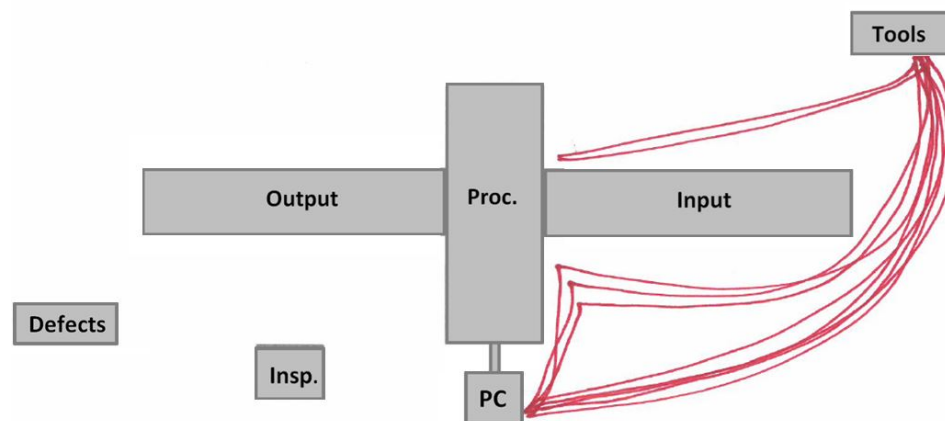 Tools
Output
Proc.
Input
Defects
Insp.
PC